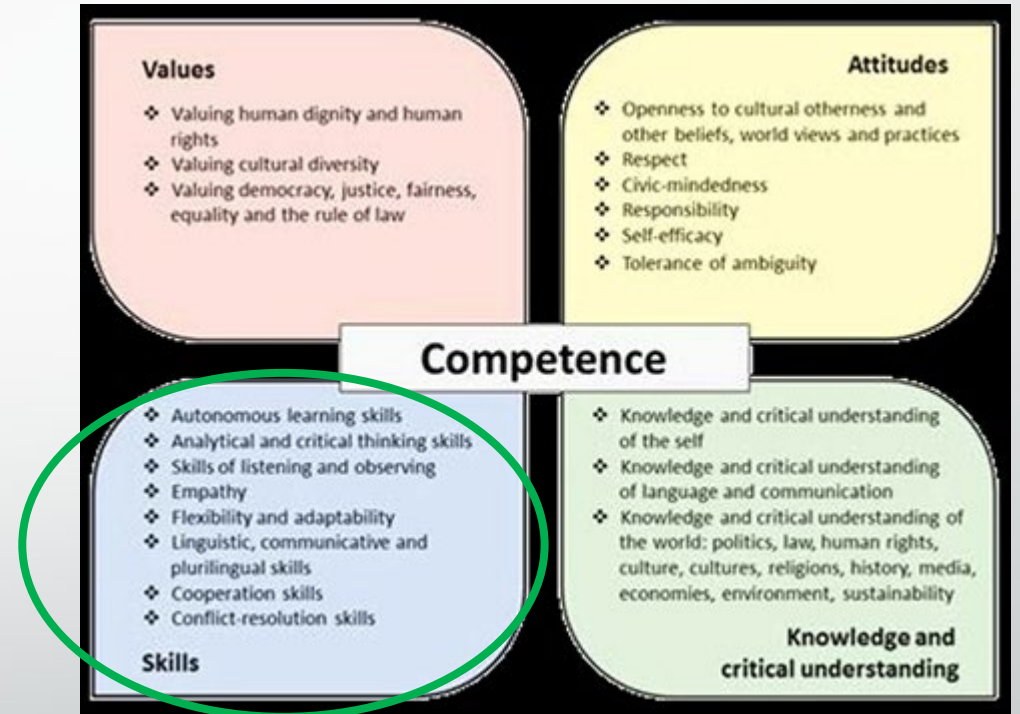 Values
❖ Valuing human dignity and human
rights
❖ Valuing cultural diversity
❖ Valuing democracy, justice, fairness,
equality and the rule of law
Attitudes
❖ Openness to cultural otherness and
other beliefs, world views and practices
❖ Respect
❖ Civic-mindedness
❖ Responsibility
❖ Self-efficacy
❖ Tolerance of ambiguity
Competence
❖ Autonomous learning skills
❖ Analytical and critical thinking skills
❖ Skills of listening and observing
❖ Empathy
❖ Flexibility and adaptability
❖ Linguistic, communicative and
plurilingual skills
❖ Cooperation skills
❖ Conflict-resolution skills
Skills
❖ Knowledge and critical understanding
of the self
❖ Knowledge and critical understanding
of language and communication
❖ Knowledge and critical understanding of
the world: politics, law, human rights,
culture, cultures, religions, history, media,
economies, environment, sustainability
Knowledge and
critical understanding